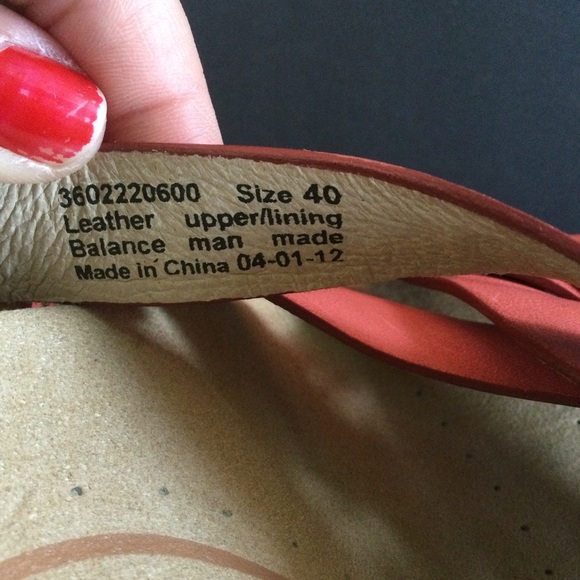 3602220600 Size 40
Leather upper/lining
Balance man made
Made in China 04-01-12